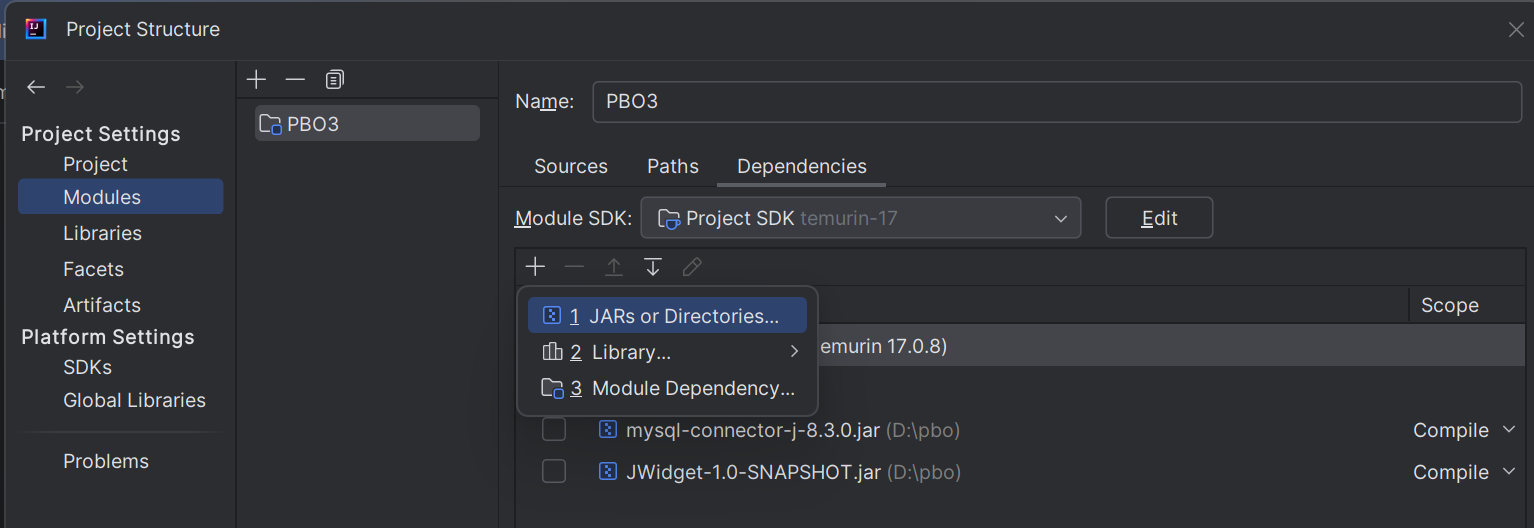 Project Structure
Project Settings
Project
Modules
Libraries
Facets
Artifacts
Platform Settings
SDKs
Global Libraries
Problems
PBO3
Name: PBO3
Sources Paths Dependencies
Module SDK: Project SDK temurin-17 Edit
Scope
1 JARs or Directories...
2 Library...
3 Module Dependency...
emurin 17.0.8)
mysql-connector-j-8.3.0.jar (D:\pbo) Compile
JWidget-1.0-SNAPSHOT.jar (D:\pbo) Compile